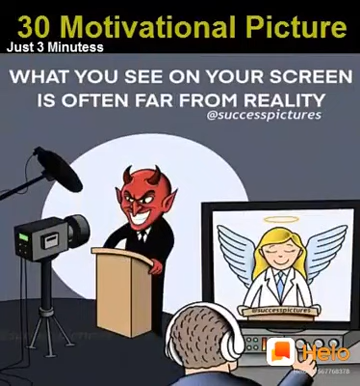 30 Motivational Picture
Just 3 Minutess
WHAT YOU SEE ON YOUR SCREEN
IS OFTEN FAR FROM REALITY
@successpictures
@successpictures
Helo